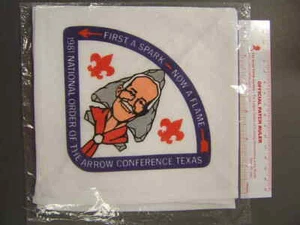 FIRST A SPARK NOW A FLAME
1981 NATIONAL ORDER OF THE ARROW CONFERENCE TEXAS
OFFICIAL PATCH RULER